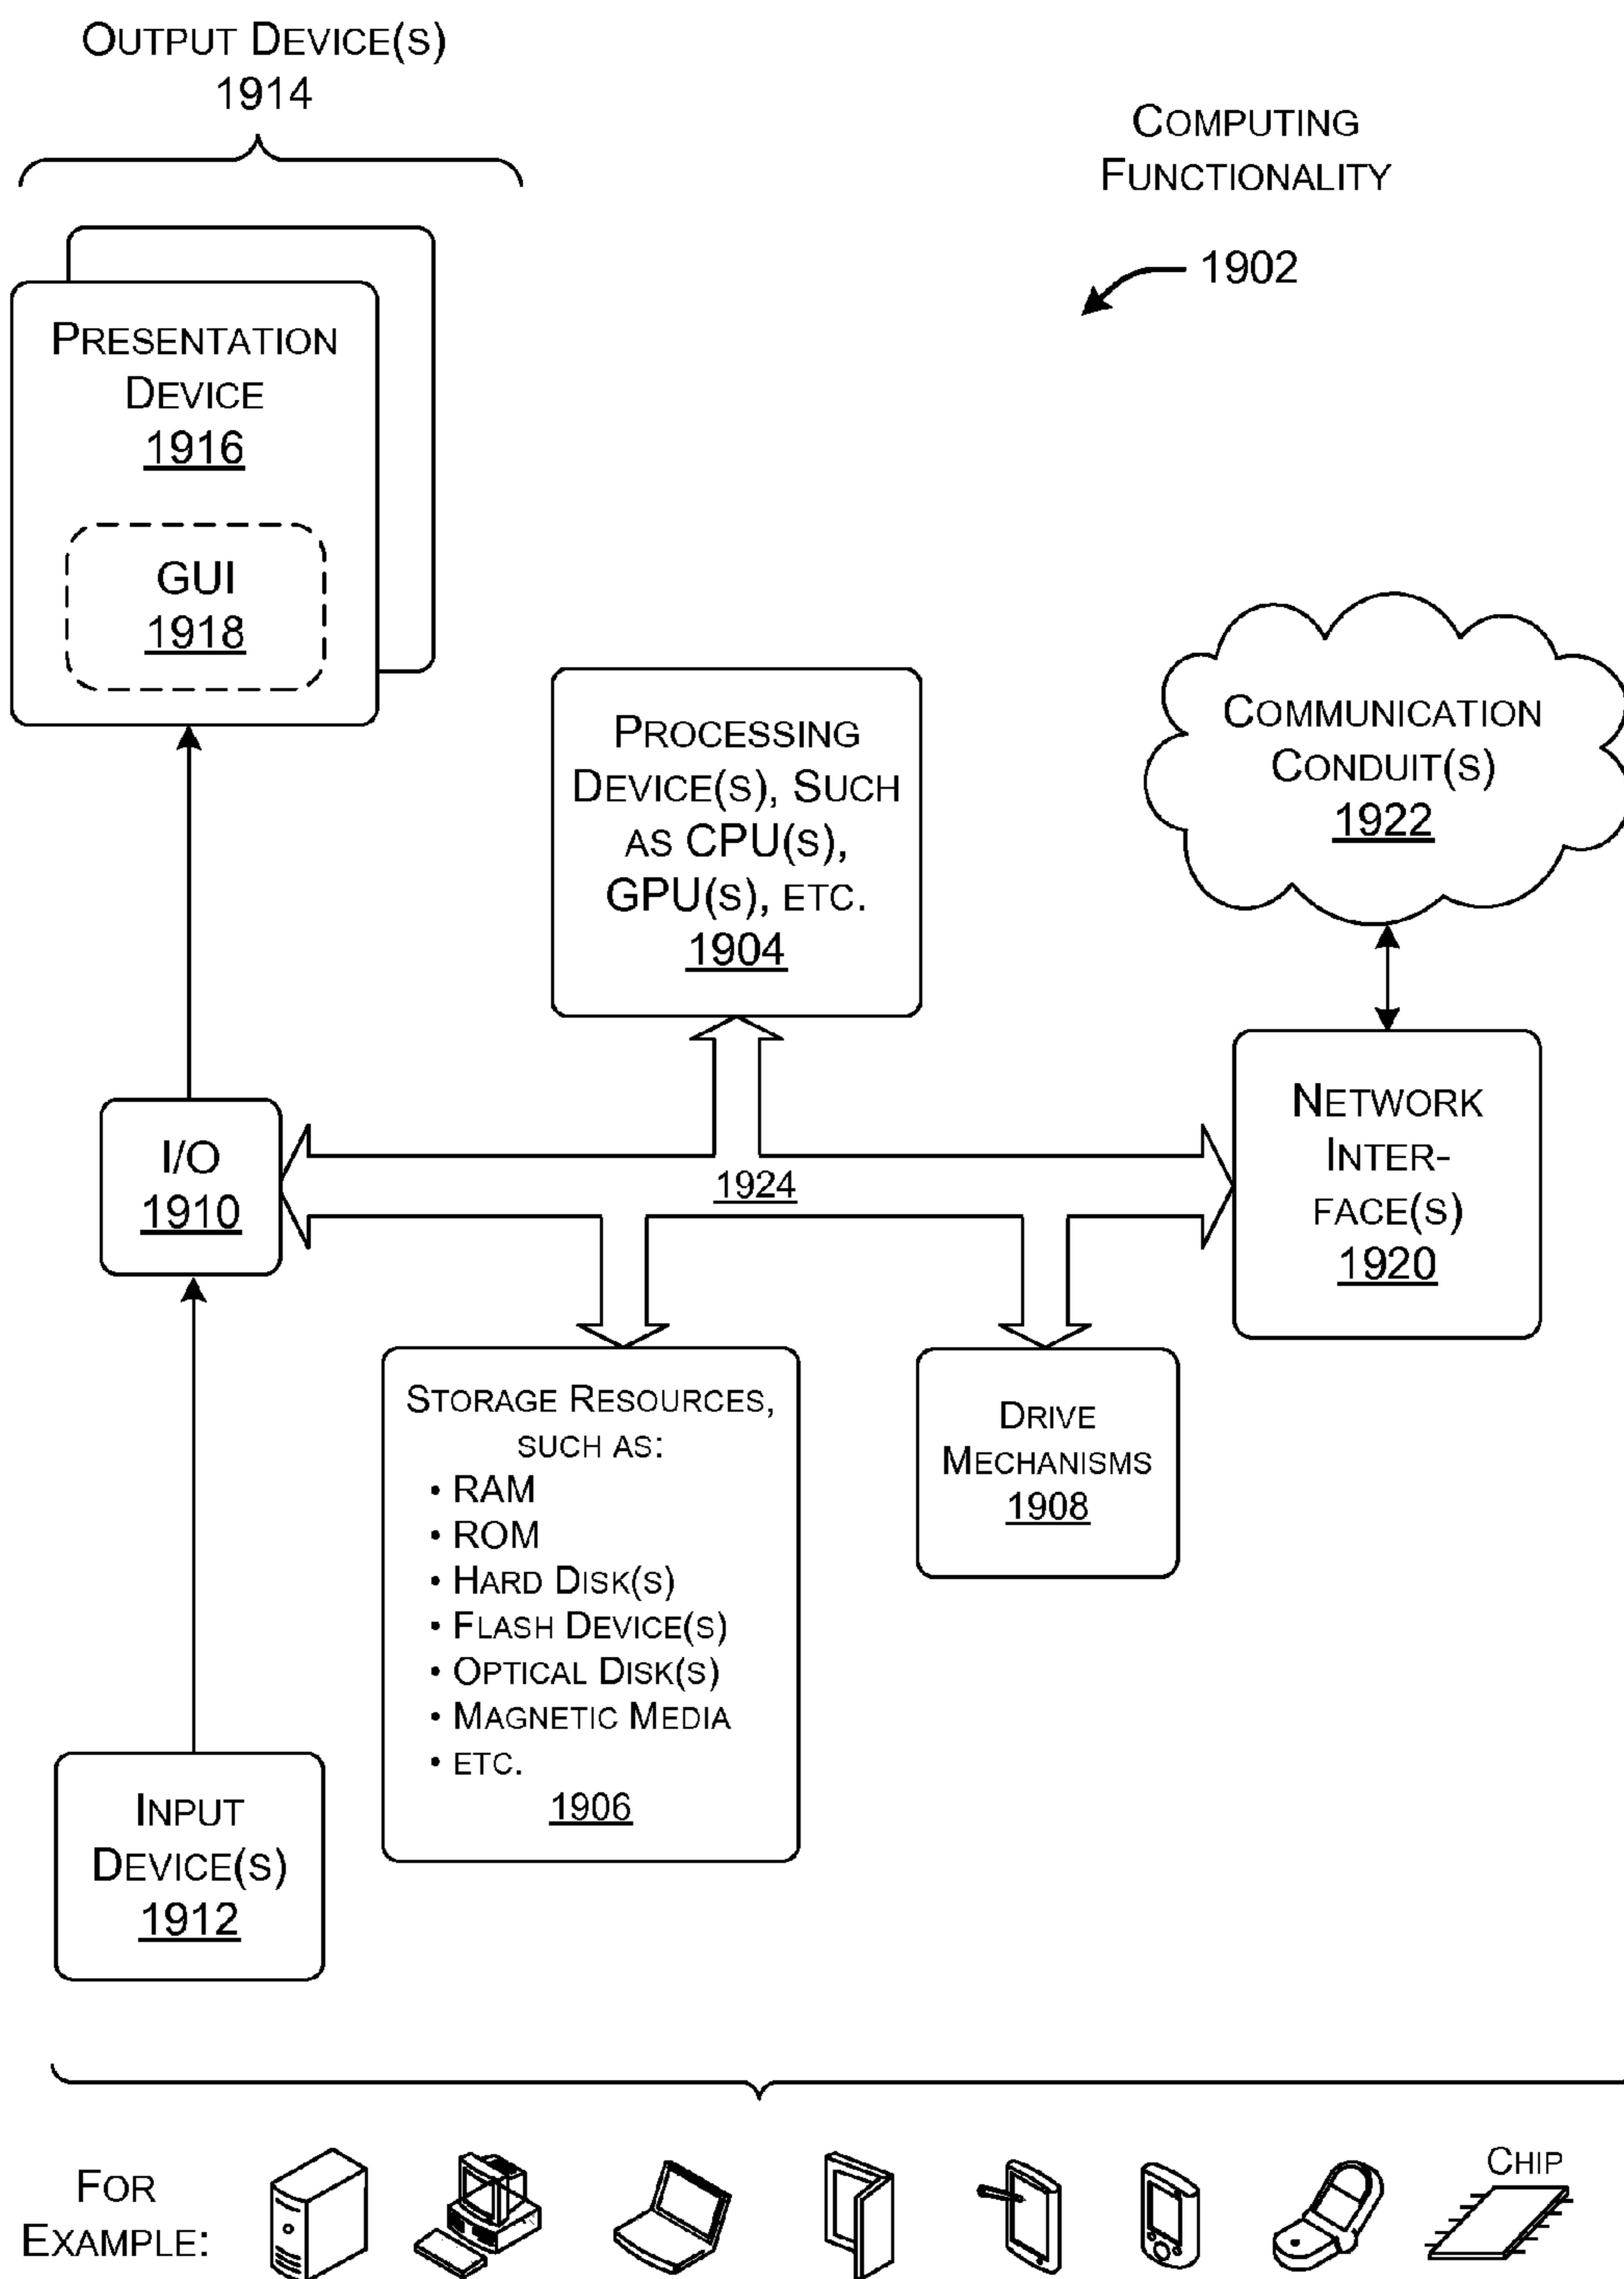 OUTPUT DEVICE(S)
1914
COMPUTING
FUNCTIONALITY
1902
PRESENTATION
DEVICE
1916
GUI
1918
PROCESSING
DEVICE(S), SUCH
AS CPU(S),
GPU(S), ETC.
1904
COMMUNICATION
CONDUIT(S)
1922
I/O
1910
1924
NETWORK
INTER-
FACE(S)
1920
STORAGE RESOURCES,
SUCH AS:
• RAM
• ROM
• HARD DISK(S)
• FLASH DEVICE(S)
• OPTICAL DISK(S)
• MAGNETIC MEDIA
• ETC.
1906
DRIVE
MECHANISMS
1908
INPUT
DEVICE(S)
1912
FOR
EXAMPLE:
CHIP